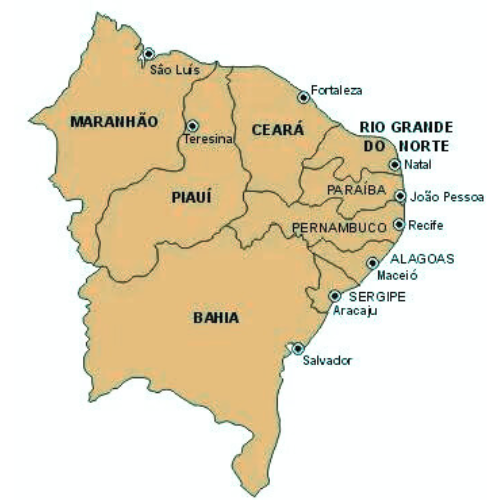 São Luís
Fortaleza
MARANHÃO
CEARÁ
RIO GRANDE
DO NORTE
Teresina
Natal
PIAUÍ
PARAÍBA
João Pessoa
PERNAMBUCO
Recife
ALAGOAS
Maceió
SERGIPE
Aracaju
BAHIA
Salvador